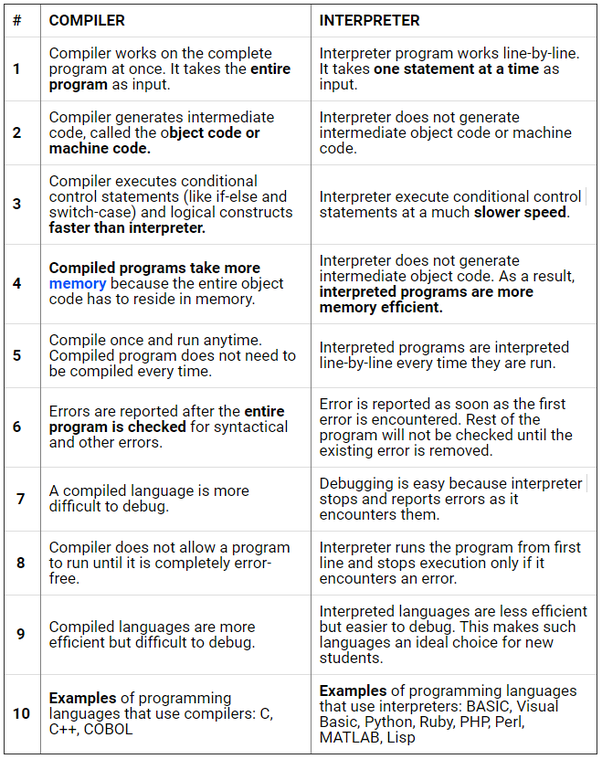 # COMPILER INTERPRETER
1
Compiler works on the complete
program at once. It takes the entire
program as input.
Interpreter program works line-by-line.
It takes one statement at a time as
input.
2
Compiler generates intermediate
code, called the object code or
machine code.
Interpreter does not generate
intermediate object code or machine
code.
3
Compiler executes conditional
control statements (like if-else and
switch-case) and logical constructs
faster than interpreter.
Interpreter execute conditional control
statements at a much slower speed.
4
Compiled programs take more
memory because the entire object
code has to reside in memory.
Interpreter does not generate
intermediate object code. As a result,
interpreted programs are more
memory efficient.
5
Compile once and run anytime.
Compiled program does not need to
be compiled every time.
Interpreted programs are interpreted
line-by-line every time they are run.
6
Errors are reported after the entire
program is checked for syntactical
and other errors.
Error is reported as soon as the first
error is encountered. Rest of the
program will not be checked until the
existing error is removed.
7
A compiled language is more
difficult to debug.
Debugging is easy because interpreter
stops and reports errors as it
encounters them.
8
Compiler does not allow a program
to run until it is completely error-
free.
Interpreter runs the program from first
line and stops execution only if it
encounters an error.
9
Compiled languages are more
efficient but difficult to debug.
Interpreted languages are less efficient
but easier to debug. This makes such
languages an ideal choice for new
students.
10
Examples of programming
languages that use compilers: C,
C++, COBOL
Examples of programming languages
that use interpreters: BASIC, Visual
Basic, Python, Ruby, PHP, Perl,
MATLAB, Lisp